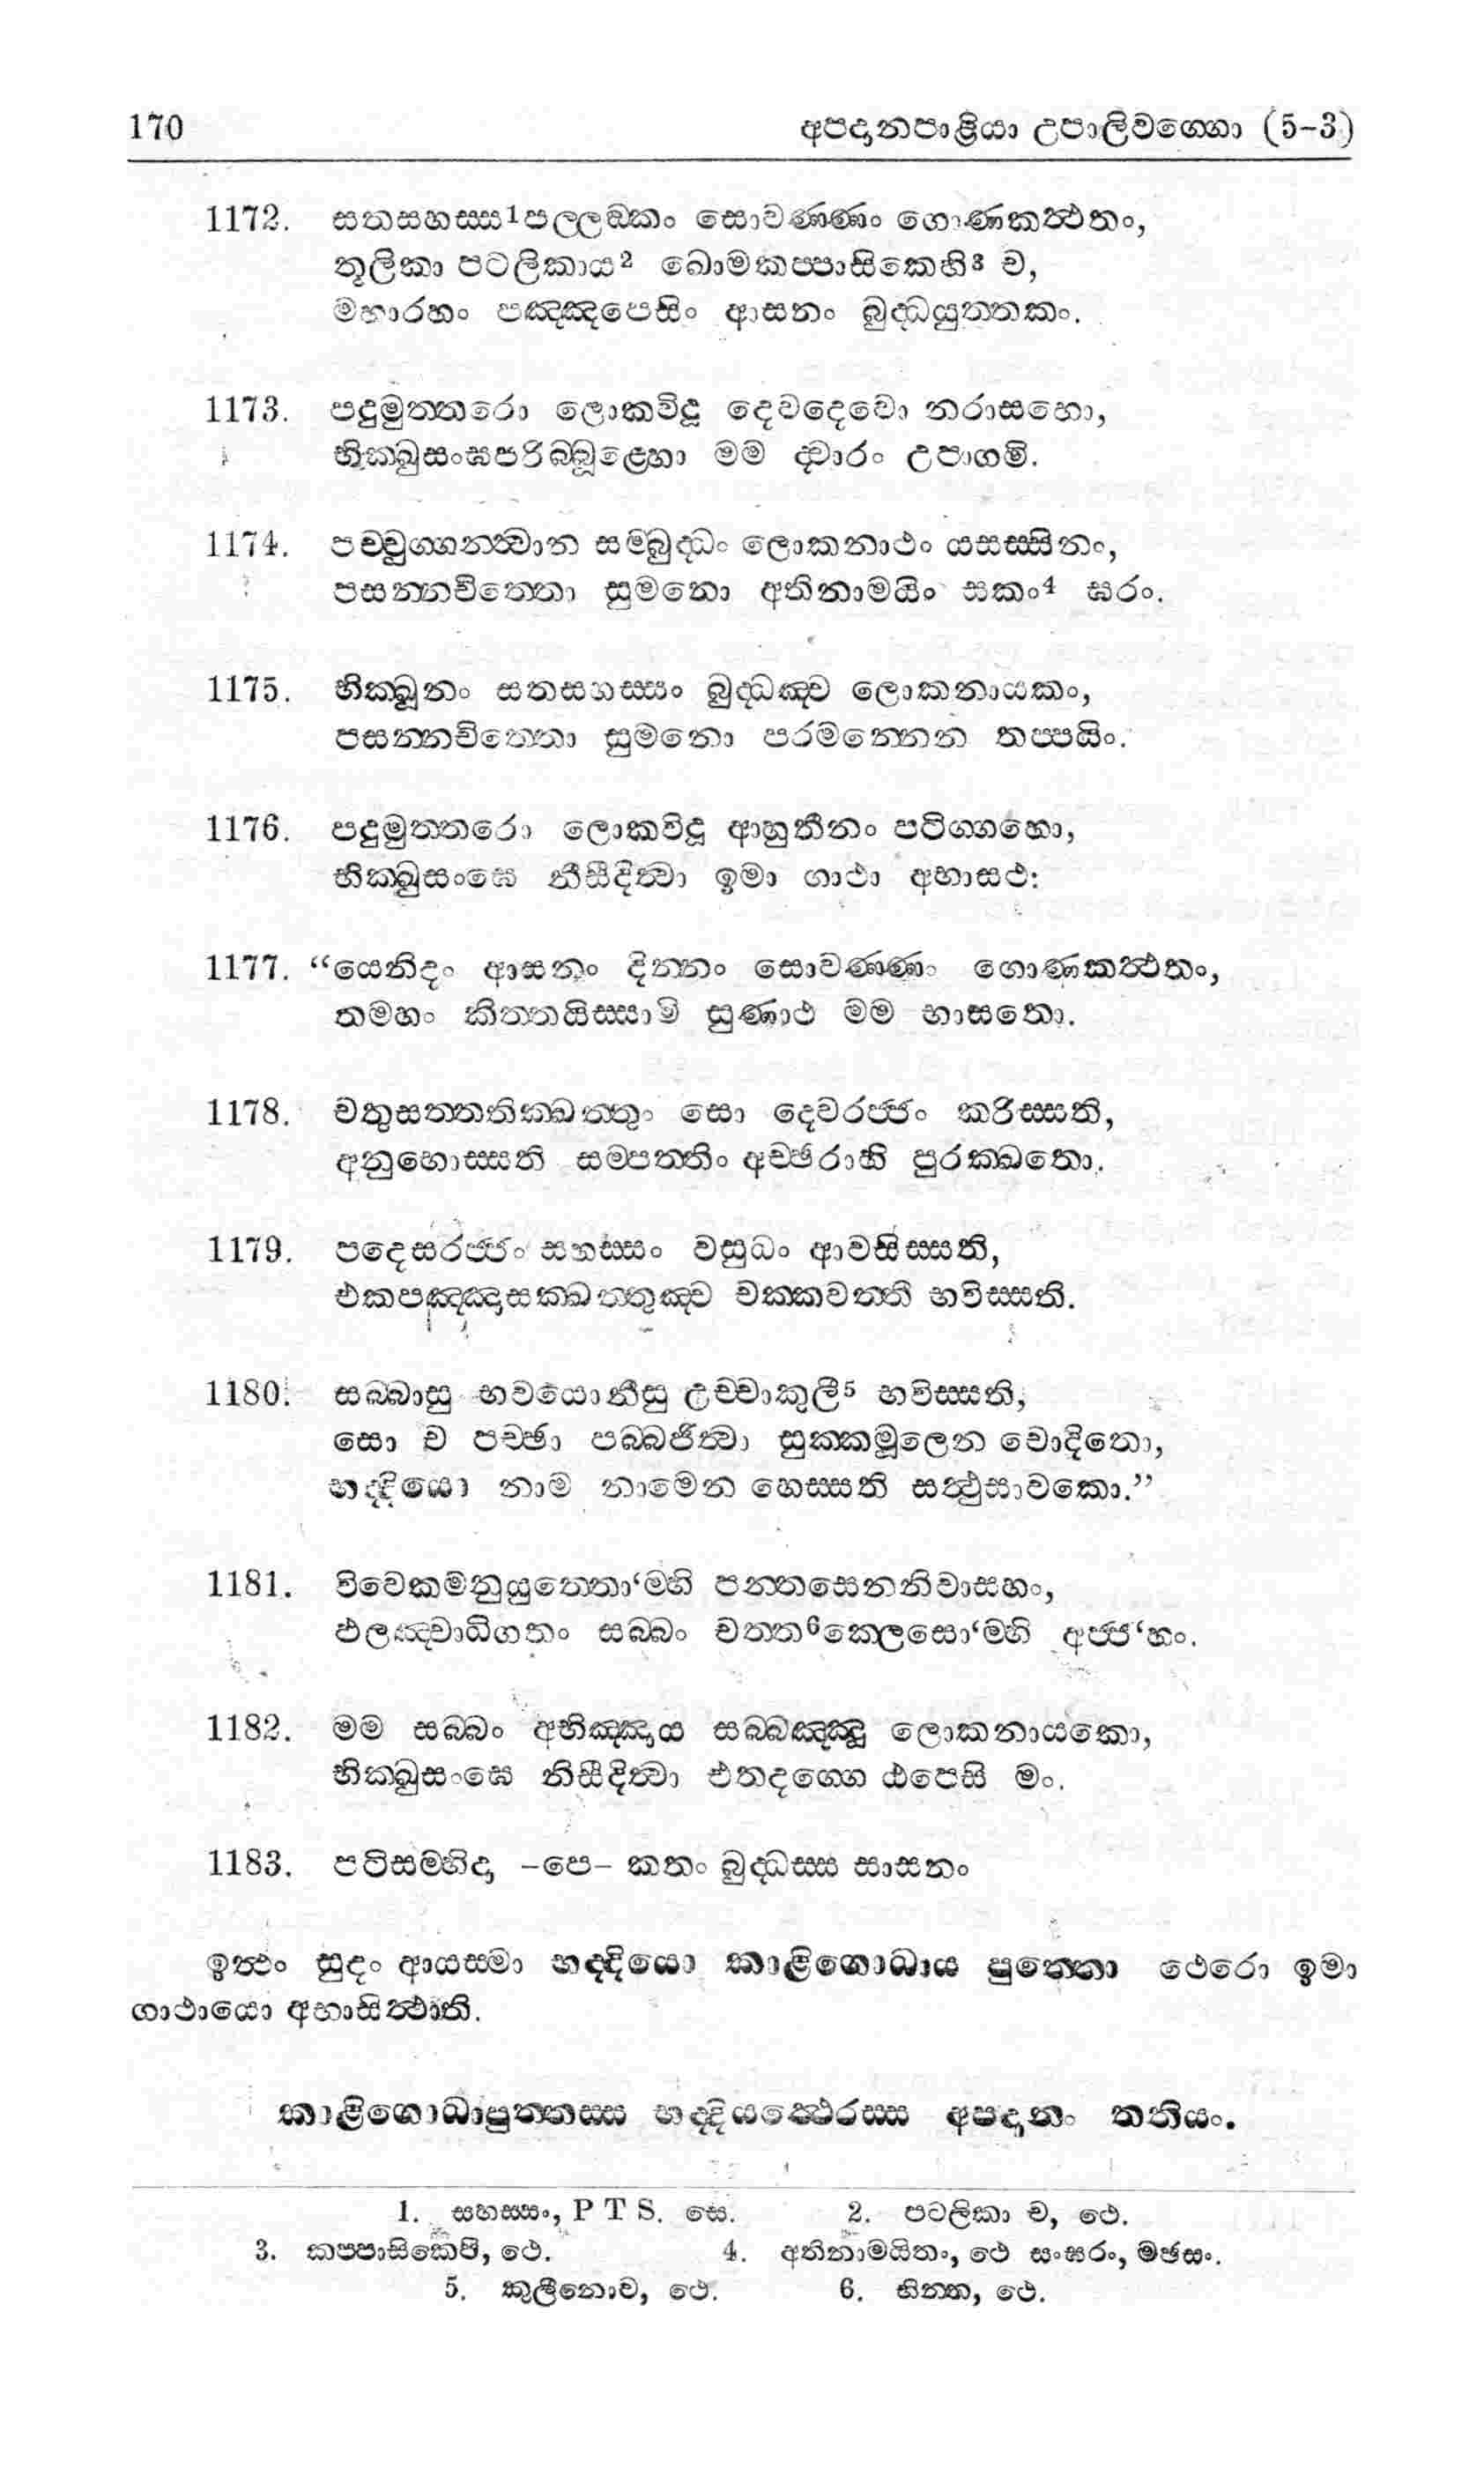 170
අපදානපාළියා උපාලිවග්ගො (5-3)
1172. සතසහස්ස1පල්ලඞ්කං සොවණ්ණං ගොණකත්ථතං,
තූලිකා පටලිකාය2 ඛොමකප්පාසිකෙහි3 ච,
මහාරහං පඤ්ඤපෙසිං ආසනං බුද්ධයුත්තකං.
1173. පදුමුත්තරො ලොකවිදූ දෙවදෙවො නරාසභො,
භික්ඛුසංඝපරිබ්බූළ්හො මම ද්වාරං උපාගමි.
1174. පච්චුග්ගන්ත්වාන සම්බුද්ධං ලොකනාථං යසස්සිනං,
පසන්නචිත්තො සුමනො අතිනාමයිං සකං4 ඝරං.
1175. භික්ඛූනං සතසහස්සං බුද්ධඤ්ච ලොකනායකං,
පසන්නචිත්තො සුමනො පරමන්නෙන තප්පයිං.
1176. පදුමුත්තරො ලොකවිදූ ආහුතීනං පටිග්ගහො,
භික්ඛුසංඝෙ නිසීදිත්වා ඉමා ගාථා අභාසථ:
1177. “යෙනිදං ආසනං දින්නං සොවණ්ණං ගොණකත්ථතං,
තමහං කිත්තයිස්සාමි සුණාථ මම භාසතො.
1178. චතුසත්තතික්ඛත්තුං සො දෙවරජ්ජං කරිස්සති,
අනුභොස්සති සම්පත්තිං අච්ඡරාහි පුරක්ඛතො.
1179. පදෙසරජ්ජං සහස්සං වසුධං ආවසිස්සති,
එකපඤ්ඤාසක්ඛත්තුඤ්ච චක්කවත්තී භවිස්සති.
1180. සබ්බාසු භවයොනීසු උච්චාකුලී5 භවිස්සති,
සො ච පච්ඡා පබ්බජිත්වා සුක්කමූලෙන චොදිතො,
භද්දියො නාම නාමෙන හෙස්සති සත්ථුසාවකො.”
1181. විවෙකමනුයුත්තො‘ම්හි පන්තසෙනනිවාසහං,
ඵලඤ්චාධිගතං සබ්බං චත්ත6ක්ලෙසො‘ම්හි අජ්ජ‘හං.
1182. මම සබ්බං අභිඤ්ඤාය සබ්බඤ්ඤූ ලොකනායකො,
භික්ඛුසංඝෙ නිසීදිත්වා එතදග්ගෙ ඨපෙසි මං.
1183. පටිසම්භිදා -පෙ- කතං බුද්ධස්ස සාසනං
ඉත්ථං සුදං ආයස්මා භද්දියො කාළිගොධාය පුත්තො ථෙරො ඉමා
ගාථායො අභාසිත්ථාති.
කාළිගොධාපුත්තස්ස භද්දියත්ථෙරස්ස අපදානං තතියං.
1. සහස්සං, P T S. සෙ. 2. පටලිකා ච, ථෙ.
3. කප්පාසිකෙපි, ථෙ. 4. අතිනාමයිතං, ථෙ සංඝරං, මඡසං.
5. කුලීනොච, ථෙ. 6. භින්න, ථෙ.